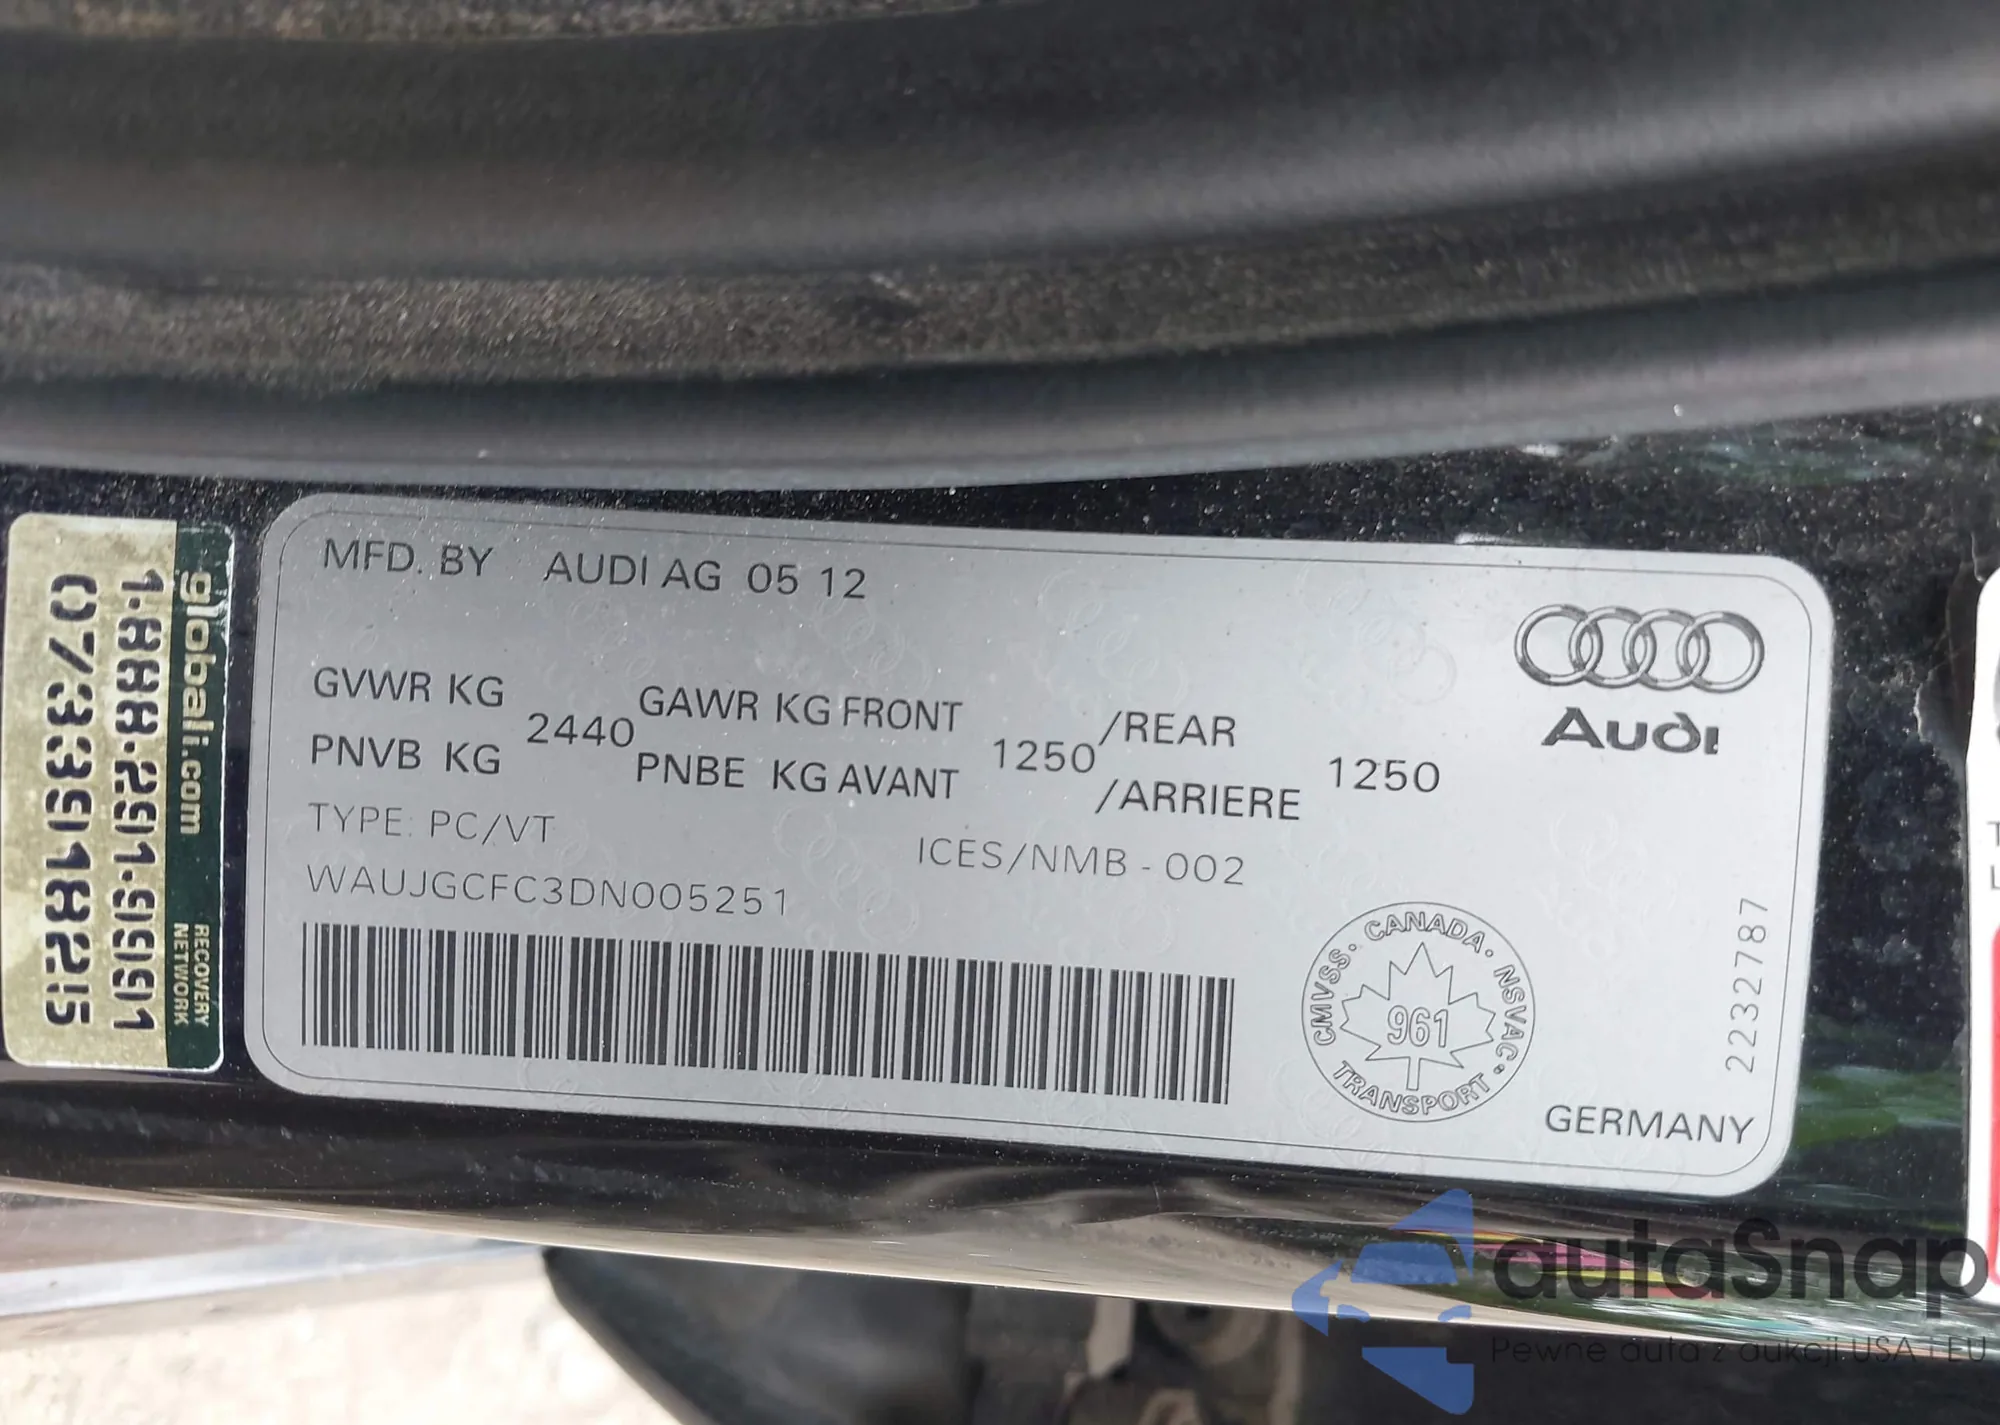 MFD. BY AUDI AG 05 12
Audi
GVWR KG 2440 GAWR KG FRONT 1250 /REAR 1250
PNVB KG PNBE KG AVANT /ARRIERE
TYPE: PC/VT
ICES/NMB - 002
WAUJGCFC3DN005251
CMVSS · CANADA · NSVAC · TRANSPORT
961
2232787
GERMANY
globali.com
RECOVERY
NETWORK
1.888.291.9991
073391825
autaSnap
Pewne auta z aukcji USA i EU